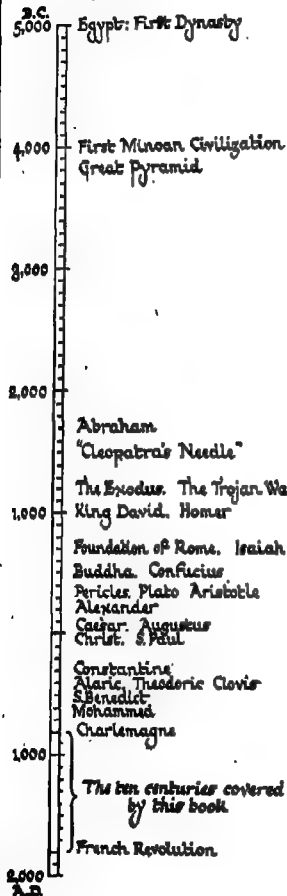 B.C.
5,000 Egypt: First Dynasty
4,000 First Minoan Civilization
Great Pyramid
3,000
2,000
Abraham
"Cleopatra's Needle"
The Exodus. The Trojan Wa
1,000 King David. Homer
Foundation of Rome. Isaiah
Buddha. Confucius
Pericles Plato Aristotle
Alexander
Caesar. Augustus
Christ. S. Paul
Constantine
Alaric, Theodoric Clovis
S. Benedict
Mohammed
Charlemagne
1,000
The ten centuries covered
by this book
French Revolution
2,000
A.D.